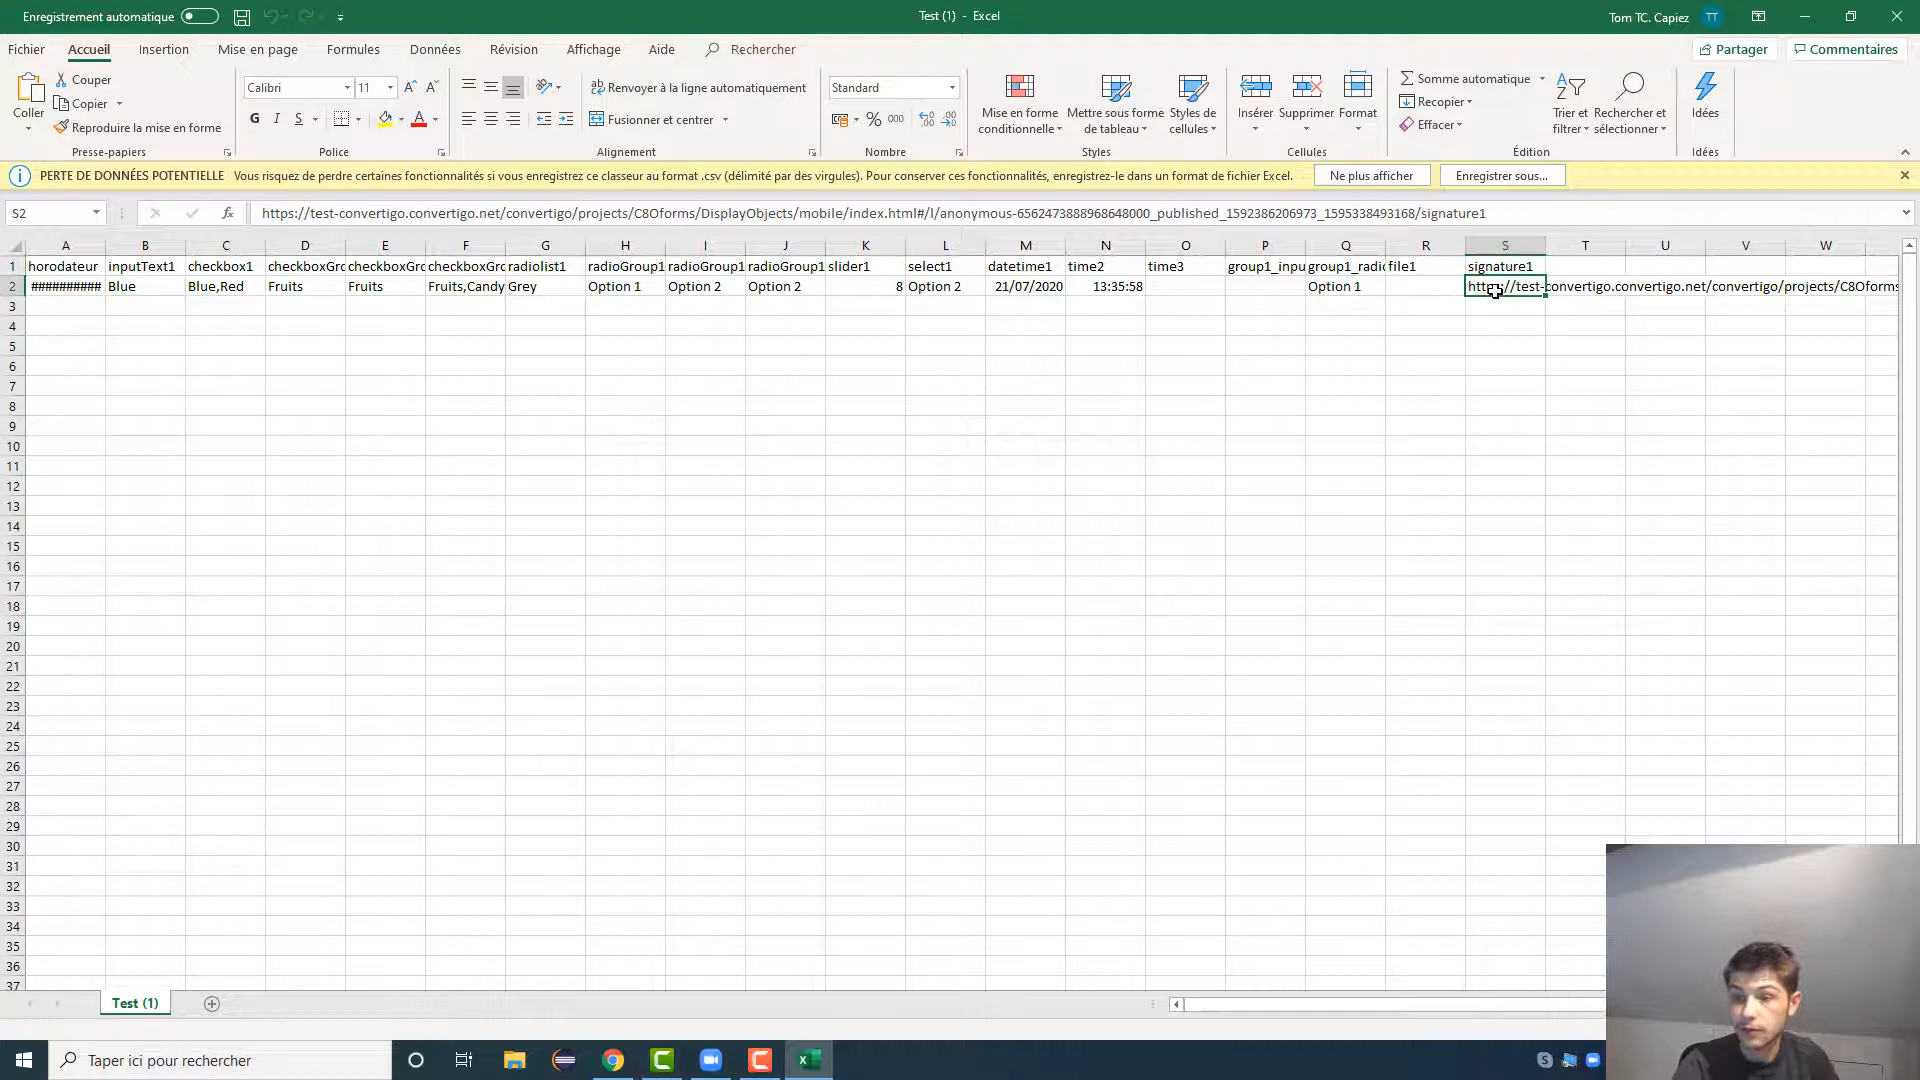 Enregistrement automatique
Test (1) - Excel
Tom TC. Capiez TT
Fichier Accueil Insertion Mise en page Formules Données Révision Affichage Aide Rechercher
Partager Commentaires
Coller
Couper
Copier
Reproduire la mise en forme
Presse-papiers
Calibri 11
G I S
Police
Renvoyer à la ligne automatiquement
Fusionner et centrer
Alignement
Standard
% 000
Nombre
Mise en forme conditionnelle
Mettre sous forme de tableau
Styles de cellules
Styles
Insérer Supprimer Format
Cellules
Somme automatique
Recopier
Effacer
Trier et filtrer
Rechercher et sélectionner
Édition
Idées
Idées
PERTE DE DONNÉES POTENTIELLE Vous risquez de perdre certaines fonctionnalités si vous enregistrez ce classeur au format .csv (délimité par des virgules). Pour conserver ces fonctionnalités, enregistrez-le dans un format de fichier Excel. Ne plus afficher Enregistrer sous...
S2 fx https://test-convertigo.convertigo.net/convertigo/projects/C8Oforms/DisplayObjects/mobile/index.html#/l/anonymous-6562473888968648000_published_1592386206973_1595338493168/signature1
A B C D E F G H I J K L M N O P Q R S T U V W
1 horodateur inputText1 checkbox1 checkboxGro checkboxGro checkboxGro radiolist1 radioGroup1 radioGroup1 radioGroup1 slider1 select1 datetime1 time2 time3 group1_inpu group1_radio file1 signature1
2 ########## Blue Blue,Red Fruits Fruits Fruits,Candy Grey Option 1 Option 2 Option 2 8 Option 2 21/07/2020 13:35:58 Option 1 https://test-convertigo.convertigo.net/convertigo/projects/C8Oforms
3
4
5
6
7
8
9
10
11
12
13
14
15
16
17
18
19
20
21
22
23
24
25
26
27
28
29
30
31
32
33
34
35
36
37
Test (1)
Taper ici pour rechercher